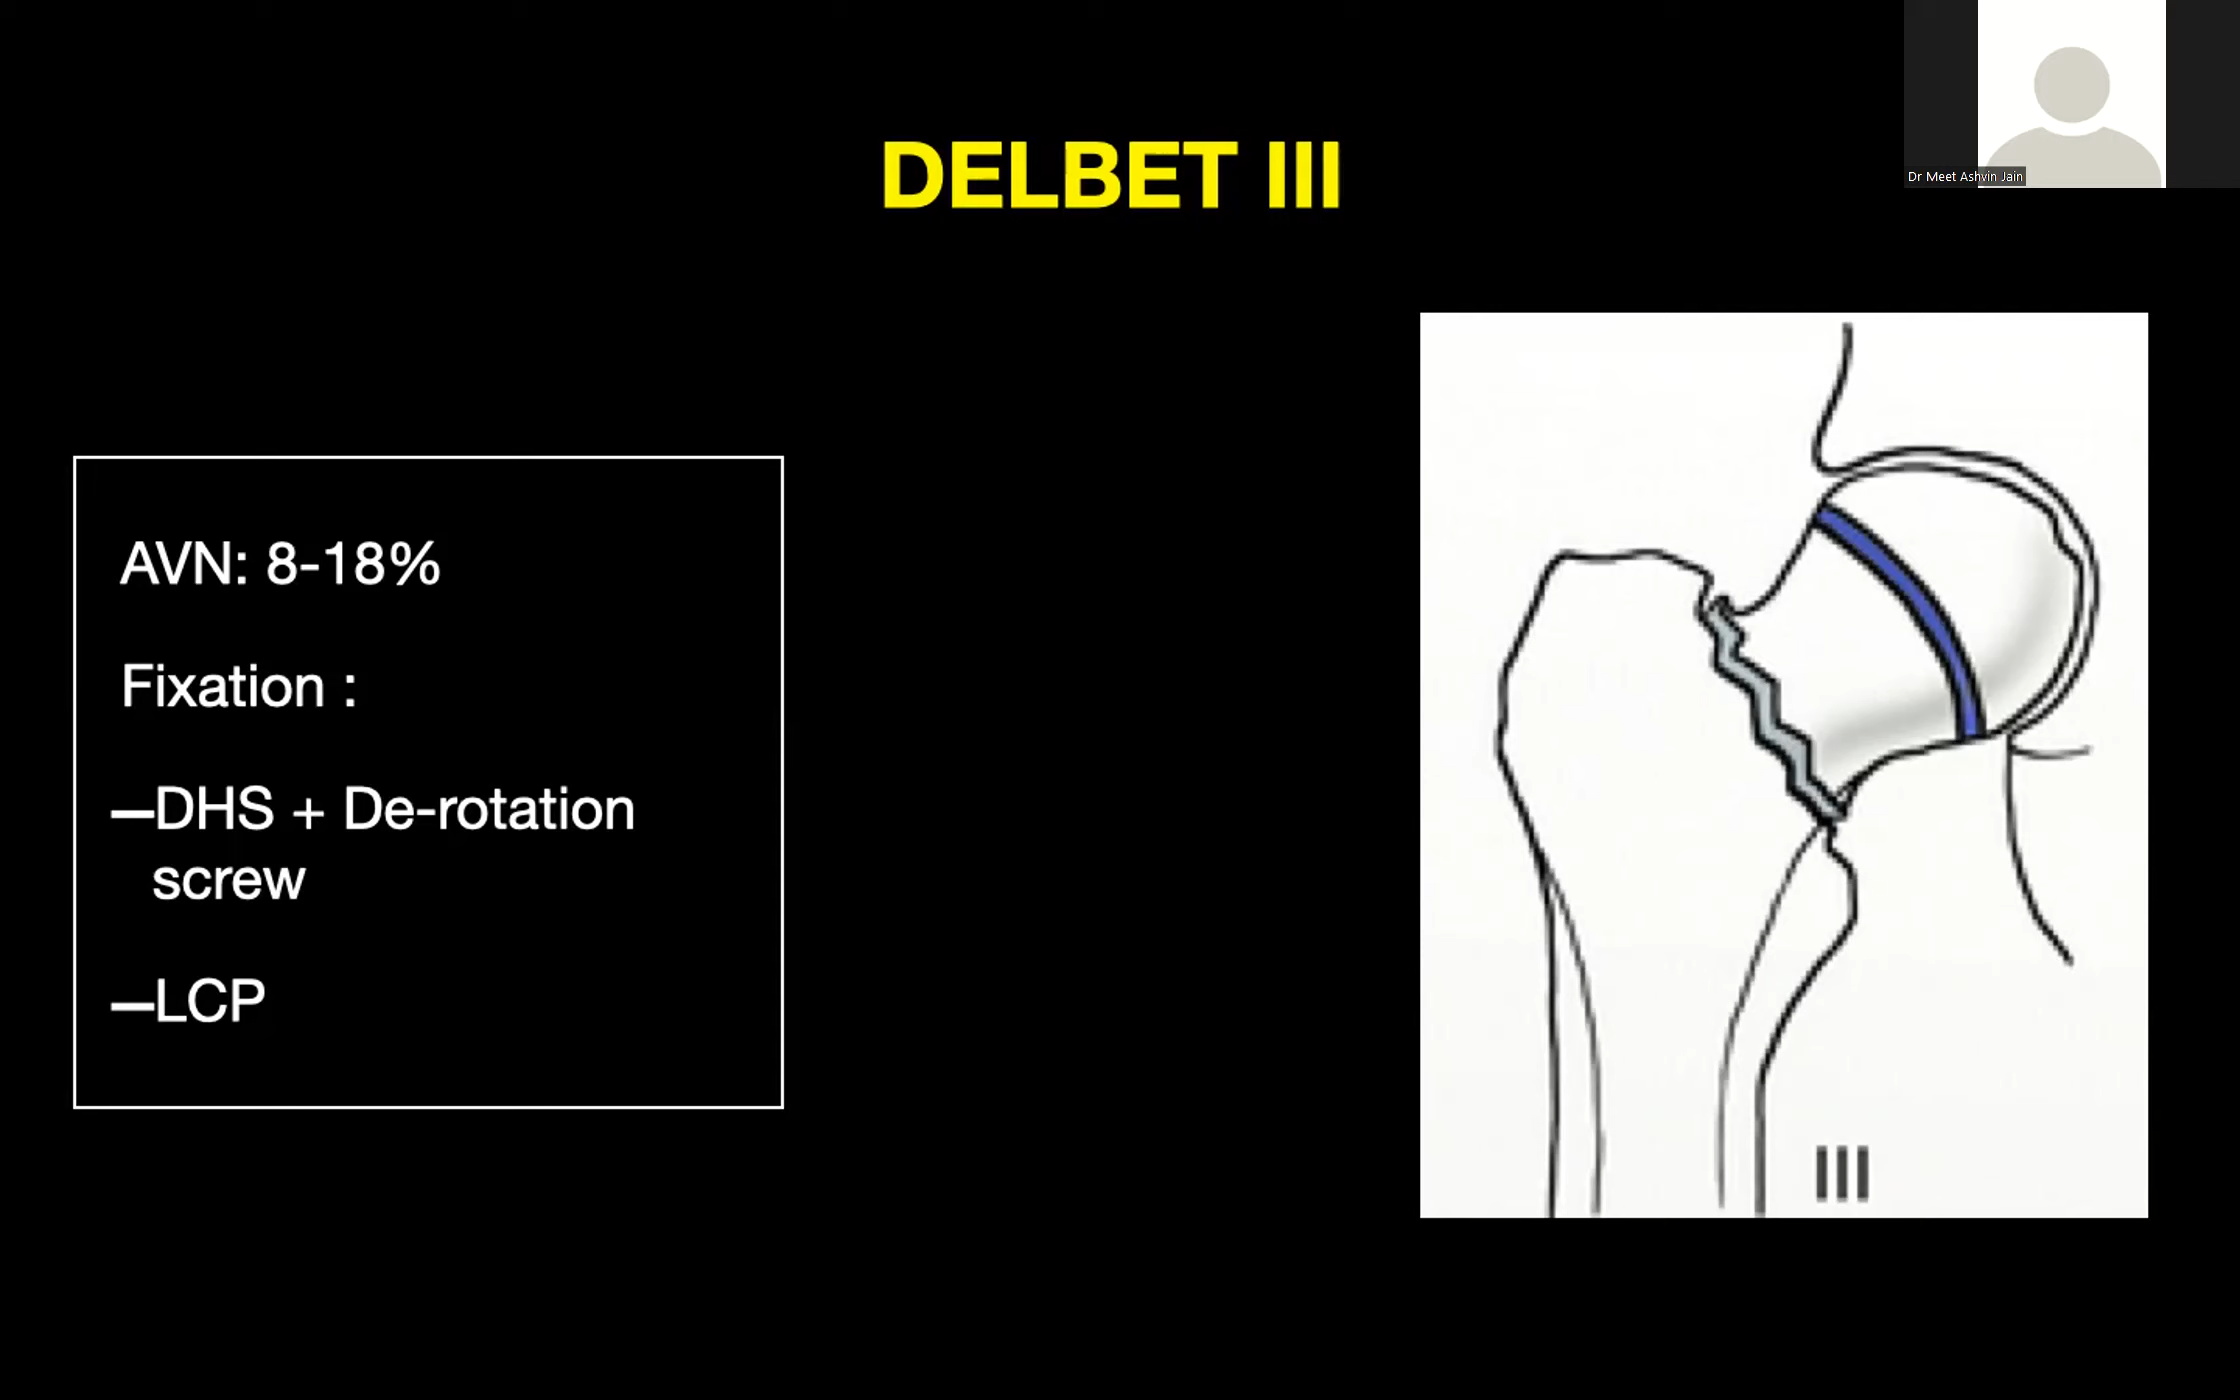 Dr Meet Ashvin Jain
DELBET III
AVN: 8-18%
Fixation :
—DHS + De-rotation
screw
—LCP
III